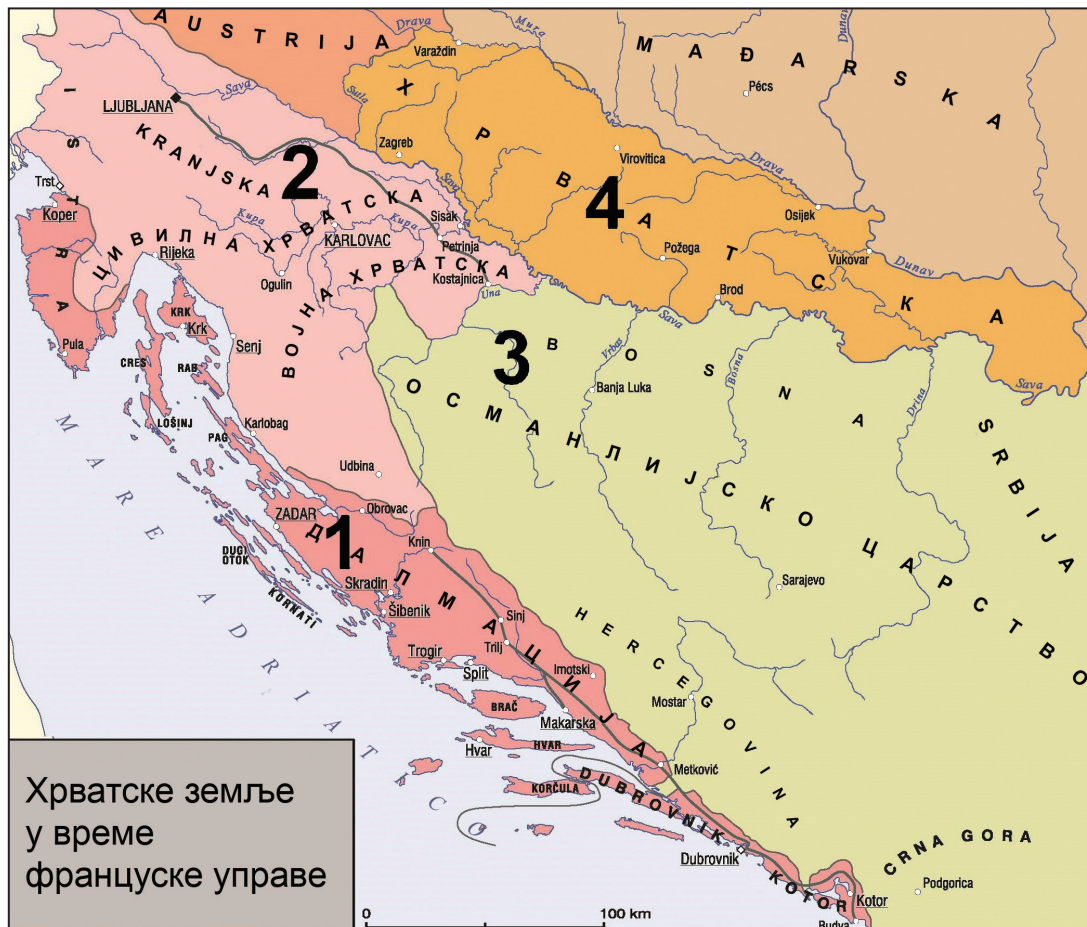 AUSTRIJA
Drava
Mura
Dunav
Varaždin
MAĐARSKA
Pécs
ISTRA
LJUBLJANA
Sava
Sutla
ХРВАТСКА
Zagreb
Virovitica
Drava
KRANJSKA
2
4
Trst
Koper
Sava
Kupa
Kupa
Sisak
Osijek
ЦИВИЛНА ХРВАТСКА
KARLOVAC
Petrinja
Požega
Vukovar
Dunav
Rijeka
Ogulin
ВОЈНА ХРВАТСКА
Kostajnica
Una
Brod
Sava
KRK
Krk
Pula
Senj
CRES
RAB
3
BOSNA
Vrbas
Bosna
Drina
Sava
Banja Luka
ОСМАНЛИЈСКО ЦАРСТВО
SRBIJA
LOŠINJ
PAG
Karlobag
MARE ADRIATICO
Udbina
Obrovac
ZADAR
1
ДАЛМАЦИЈА
Knin
DUGI
OTOK
KORNATI
Skradin
Šibenik
Sarajevo
Sinj
Trilj
HERCEGOVINA
Trogir
Split
Imotski
Mostar
BRAČ
Makarska
Hvar
HVAR
Metković
KORČULA
DUBROVNIK
Dubrovnik
CRNA GORA
KOTOR
Kotor
Podgorica
Budva
Хрватске земље
у време
француске управе
0
100 km